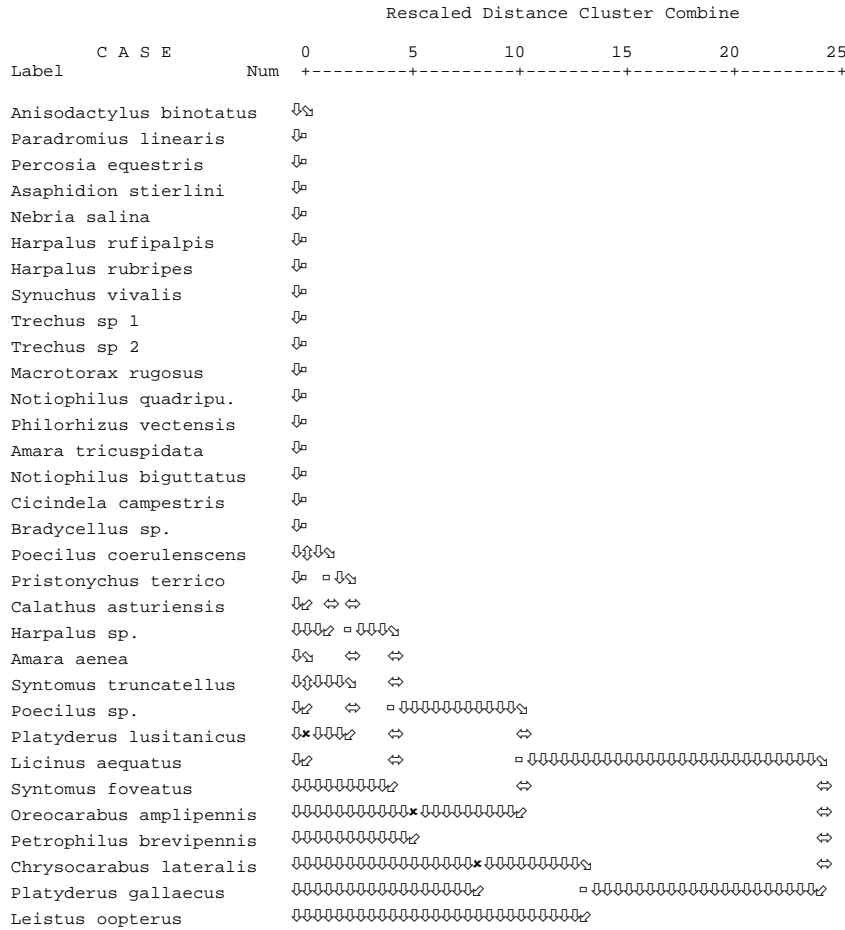 Rescaled Distance Cluster Combine
C A S E 0 5 10 15 20 25
Label Num +---------+---------+---------+---------+---------+
Anisodactylus binotatus ⇩⬂
Paradromius linearis ⇩▫
Percosia equestris ⇩▫
Asaphidion stierlini ⇩▫
Nebria salina ⇩▫
Harpalus rufipalpis ⇩▫
Harpalus rubripes ⇩▫
Synuchus vivalis ⇩▫
Trechus sp 1 ⇩▫
Trechus sp 2 ⇩▫
Macrotorax rugosus ⇩▫
Notiophilus quadripu. ⇩▫
Philorhizus vectensis ⇩▫
Amara tricuspidata ⇩▫
Notiophilus biguttatus ⇩▫
Cicindela campestris ⇩▫
Bradycellus sp. ⇩▫
Poecilus coerulenscens ⇩⇳⇩⬂
Pristonychus terrico ⇩▫ ▫⇩⬂
Calathus asturiensis ⇩⬃ ⬄ ⬄
Harpalus sp. ⇩⇩⇩⬃ ▫⇩⇩⇩⬂
Amara aenea ⇩⬂ ⬄ ⬄
Syntomus truncatellus ⇩⇳⇩⇩⇩⬂ ⬄
Poecilus sp. ⇩⬃ ⬄ ▫⇩⇩⇩⇩⇩⇩⇩⇩⇩⇩⇩⬂
Platyderus lusitanicus ⇩✖⇩⇩⇩⬃ ⬄ ⬄
Licinus aequatus ⇩⬃ ⬄ ▫⇩⇩⇩⇩⇩⇩⇩⇩⇩⇩⇩⇩⇩⇩⇩⇩⇩⇩⇩⇩⇩⇩⇩⇩⇩⇩⇩⬂
Syntomus foveatus ⇩⇩⇩⇩⇩⇩⇩⇩⇩⬃ ⬄ ⬄
Oreocarabus amplipennis ⇩⇩⇩⇩⇩⇩⇩⇩⇩⇩⇩✖⇩⇩⇩⇩⇩⇩⇩⇩⇩⬃ ⬄
Petrophilus brevipennis ⇩⇩⇩⇩⇩⇩⇩⇩⇩⇩⇩⬃ ⬄
Chrysocarabus lateralis ⇩⇩⇩⇩⇩⇩⇩⇩⇩⇩⇩⇩⇩⇩⇩⇩⇩✖⇩⇩⇩⇩⇩⇩⇩⇩⇩⬂ ⬄
Platyderus gallaecus ⇩⇩⇩⇩⇩⇩⇩⇩⇩⇩⇩⇩⇩⇩⇩⇩⇩⬃ ▫⇩⇩⇩⇩⇩⇩⇩⇩⇩⇩⇩⇩⇩⇩⇩⇩⇩⇩⇩⇩⇩⬃
Leistus oopterus ⇩⇩⇩⇩⇩⇩⇩⇩⇩⇩⇩⇩⇩⇩⇩⇩⇩⇩⇩⇩⇩⇩⇩⇩⇩⇩⇩⬃